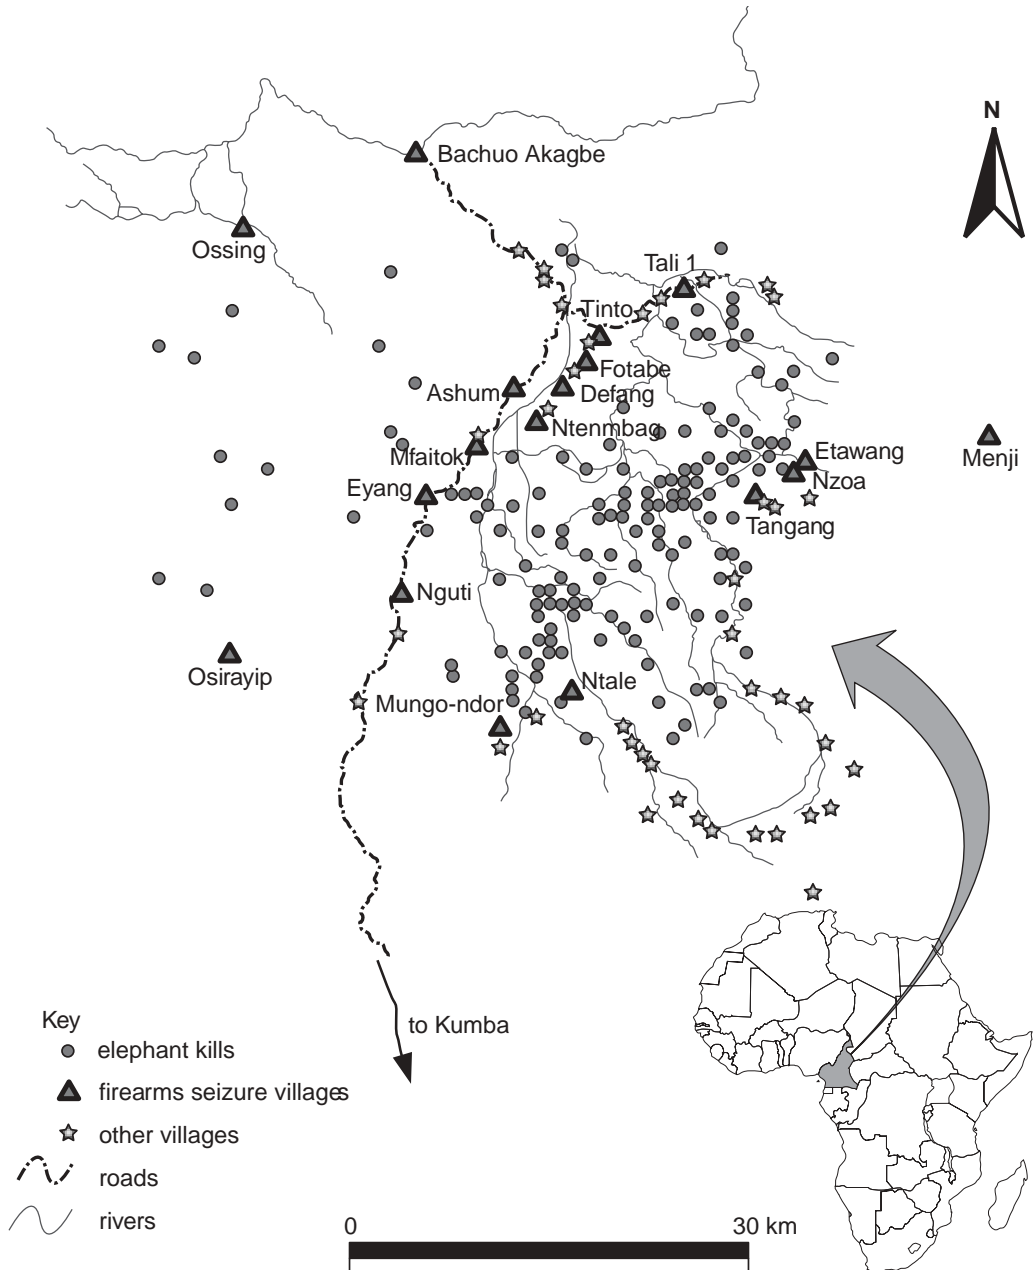 N
Bachuo Akagbe
Ossing
Tali 1
Tinto
Fotabe
Ashum
Defang
Ntenmbag
Mfaitok
Etawang
Menji
Nzoa
Eyang
Tangang
Nguti
Osirayip
Ntale
Mungo-ndor
to Kumba
Key
elephant kills
firearms seizure villages
other villages
roads
rivers
0
30 km